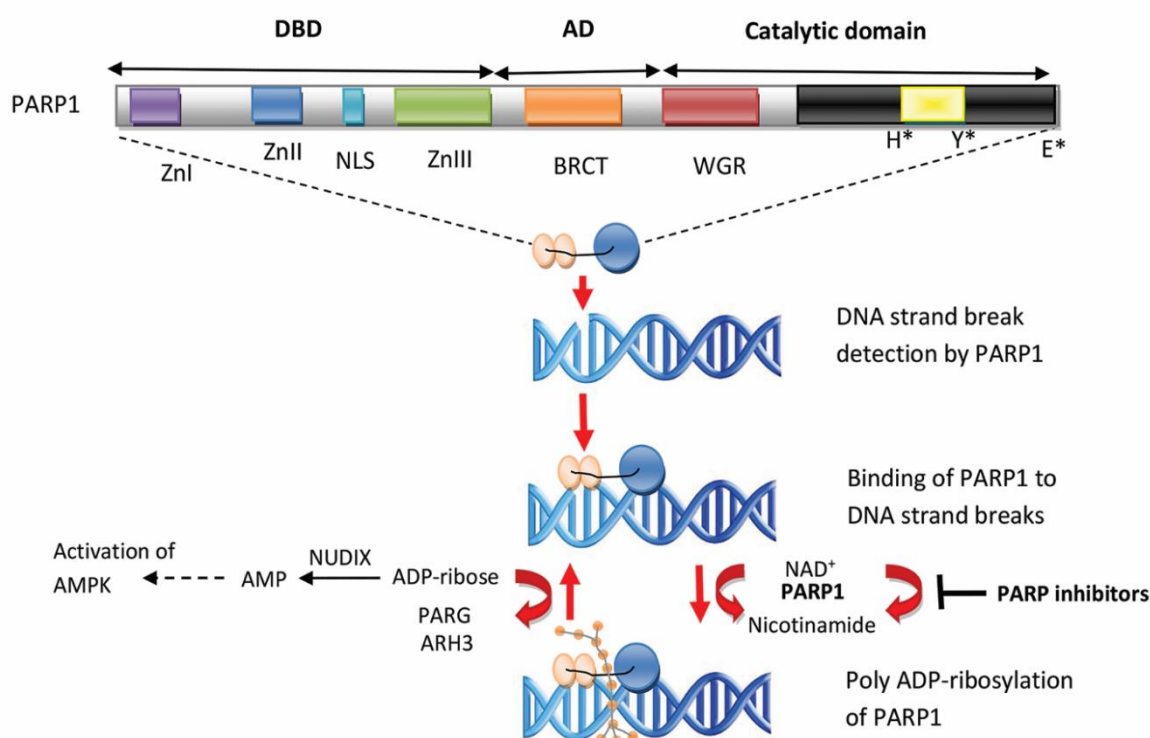 DBD AD Catalytic domain
PARP1
H* Y* E*
ZnI ZnII NLS ZnIII BRCT WGR
DNA strand break
detection by PARP1
Binding of PARP1 to
DNA strand breaks
Activation of
AMPK
AMP
NUDIX
ADP-ribose
PARG
ARH3
NAD⁺
PARP1
Nicotinamide
PARP inhibitors
Poly ADP-ribosylation
of PARP1